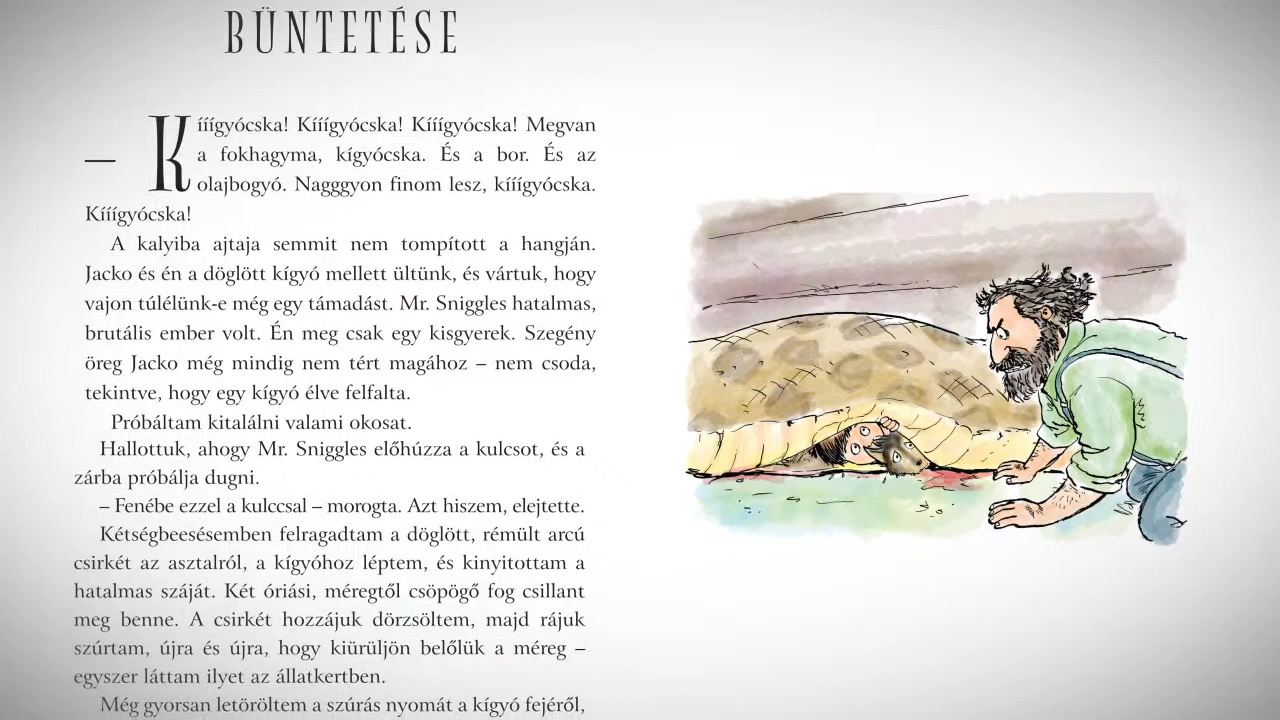 BÜNTETÉSE
– Kííígyócska! Kííígyócska! Kííígyócska! Megvan
a fokhagyma, kígyócska. És a bor. És az
olajbogyó. Nagggyon finom lesz, kííígyócska.
Kííígyócska!
A kalyiba ajtaja semmit nem tompított a hangján.
Jacko és én a döglött kígyó mellett ültünk, és vártuk, hogy
vajon túlélünk-e még egy támadást. Mr. Sniggles hatalmas,
brutális ember volt. Én meg csak egy kisgyerek. Szegény
öreg Jacko még mindig nem tért magához – nem csoda,
tekintve, hogy egy kígyó élve felfalta.
Próbáltam kitalálni valami okosat.
Hallottuk, ahogy Mr. Sniggles előhúzza a kulcsot, és a
zárba próbálja dugni.
– Fenébe ezzel a kulccsal – morogta. Azt hiszem, elejtette.
Kétségbeesésemben felragadtam a döglött, rémült arcú
csirkét az asztalról, a kígyóhoz léptem, és kinyitottam a
hatalmas száját. Két óriási, méregtől csöpögő fog csillant
meg benne. A csirkét hozzájuk dörzsöltem, majd rájuk
szúrtam, újra és újra, hogy kiürüljön belőlük a méreg –
egyszer láttam ilyet az állatkertben.
Még gyorsan letöröltem a szúrás nyomát a kígyó fejéről,